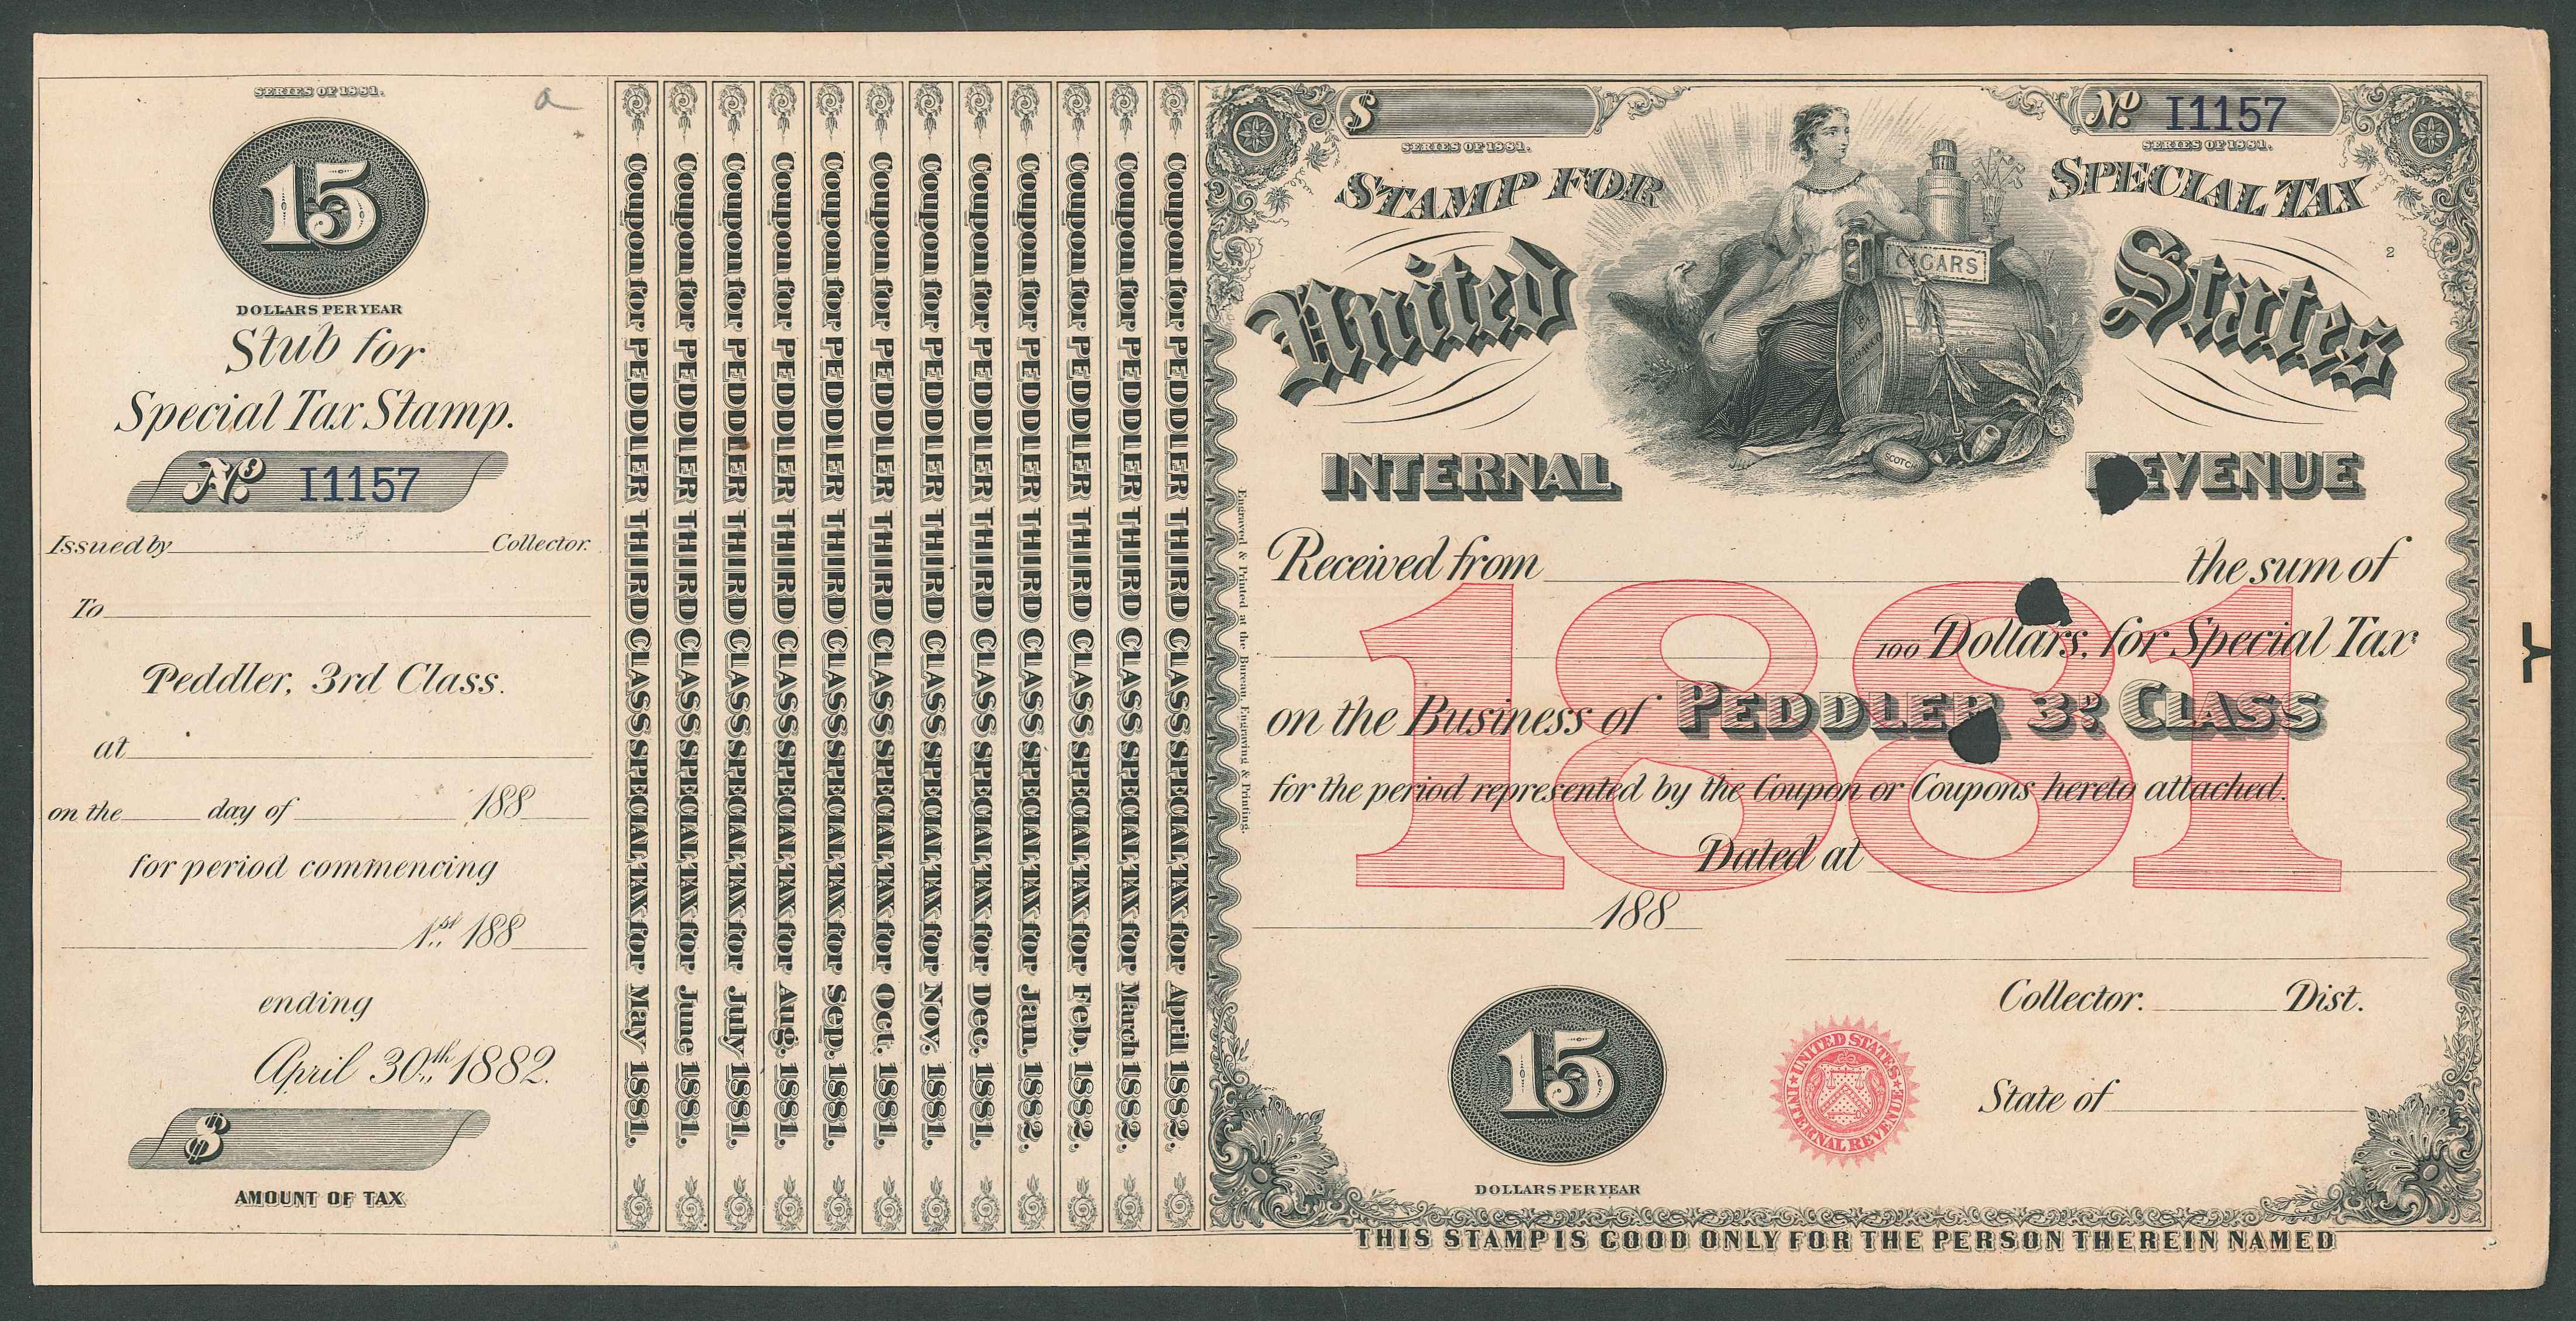 SERIES OF 1881.
a
15
DOLLARS PER YEAR
Stub for
Special Tax Stamp.
No. I1157
Issued by Collector.
To
Peddler, 3rd Class.
at
on the day of 188
for period commencing
1st 188
ending
April 30th 1882.
$
AMOUNT OF TAX
Coupon for PEDDLER THIRD CLASS SPECIAL TAX for May 1881.
Coupon for PEDDLER THIRD CLASS SPECIAL TAX for June 1881.
Coupon for PEDDLER THIRD CLASS SPECIAL TAX for July 1881.
Coupon for PEDDLER THIRD CLASS SPECIAL TAX for Aug. 1881.
Coupon for PEDDLER THIRD CLASS SPECIAL TAX for Sep. 1881.
Coupon for PEDDLER THIRD CLASS SPECIAL TAX for Oct. 1881.
Coupon for PEDDLER THIRD CLASS SPECIAL TAX for Nov. 1881.
Coupon for PEDDLER THIRD CLASS SPECIAL TAX for Dec. 1881.
Coupon for PEDDLER THIRD CLASS SPECIAL TAX for Jan. 1882.
Coupon for PEDDLER THIRD CLASS SPECIAL TAX for Feb. 1882.
Coupon for PEDDLER THIRD CLASS SPECIAL TAX for March 1882.
Coupon for PEDDLER THIRD CLASS SPECIAL TAX for April 1882.
Engraved & Printed at the Bureau, Engraving & Printing.
$
No. I1157
SERIES OF 1881.
SERIES OF 1881.
STAMP FOR SPECIAL TAX
2
United States
CIGARS
TOBACCO
SCOTCH
INTERNAL REVENUE
Received from the sum of
1881
100 Dollars, for Special Tax
on the Business of PEDDLER 3D CLASS
for the period represented by the Coupon or Coupons hereto attached.
Dated at
188
Collector. Dist.
15
UNITED STATES INTERNAL REVENUE
State of
DOLLARS PER YEAR
THIS STAMP IS GOOD ONLY FOR THE PERSON THEREIN NAMED